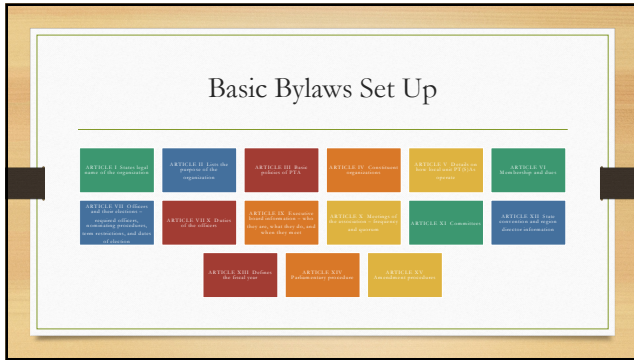 Basic Bylaws Set Up
ARTICLE I States legal
name of the organization
ARTICLE II Lists the
purpose of the
organization
ARTICLE III Basic
policies of PTA
ARTICLE IV Constituent
organizations
ARTICLE V Details on
how local unit PT(C)As
operate
ARTICLE VI
Membership and dues
ARTICLE VII Officers
and their elections –
required officers,
nominating procedures,
term restrictions, and dates
of election
ARTICLE VIIX Duties
of the officers
ARTICLE IX Executive
board information – who
they are, what they do, and
when they meet
ARTICLE X Meetings of
the association – frequency
and quorum
ARTICLE XI Committees
ARTICLE XII State
convention and region
director information
ARTICLE XIII Defines
the fiscal year
ARTICLE XIV
Parliamentary procedure
ARTICLE XV
Amendment procedures